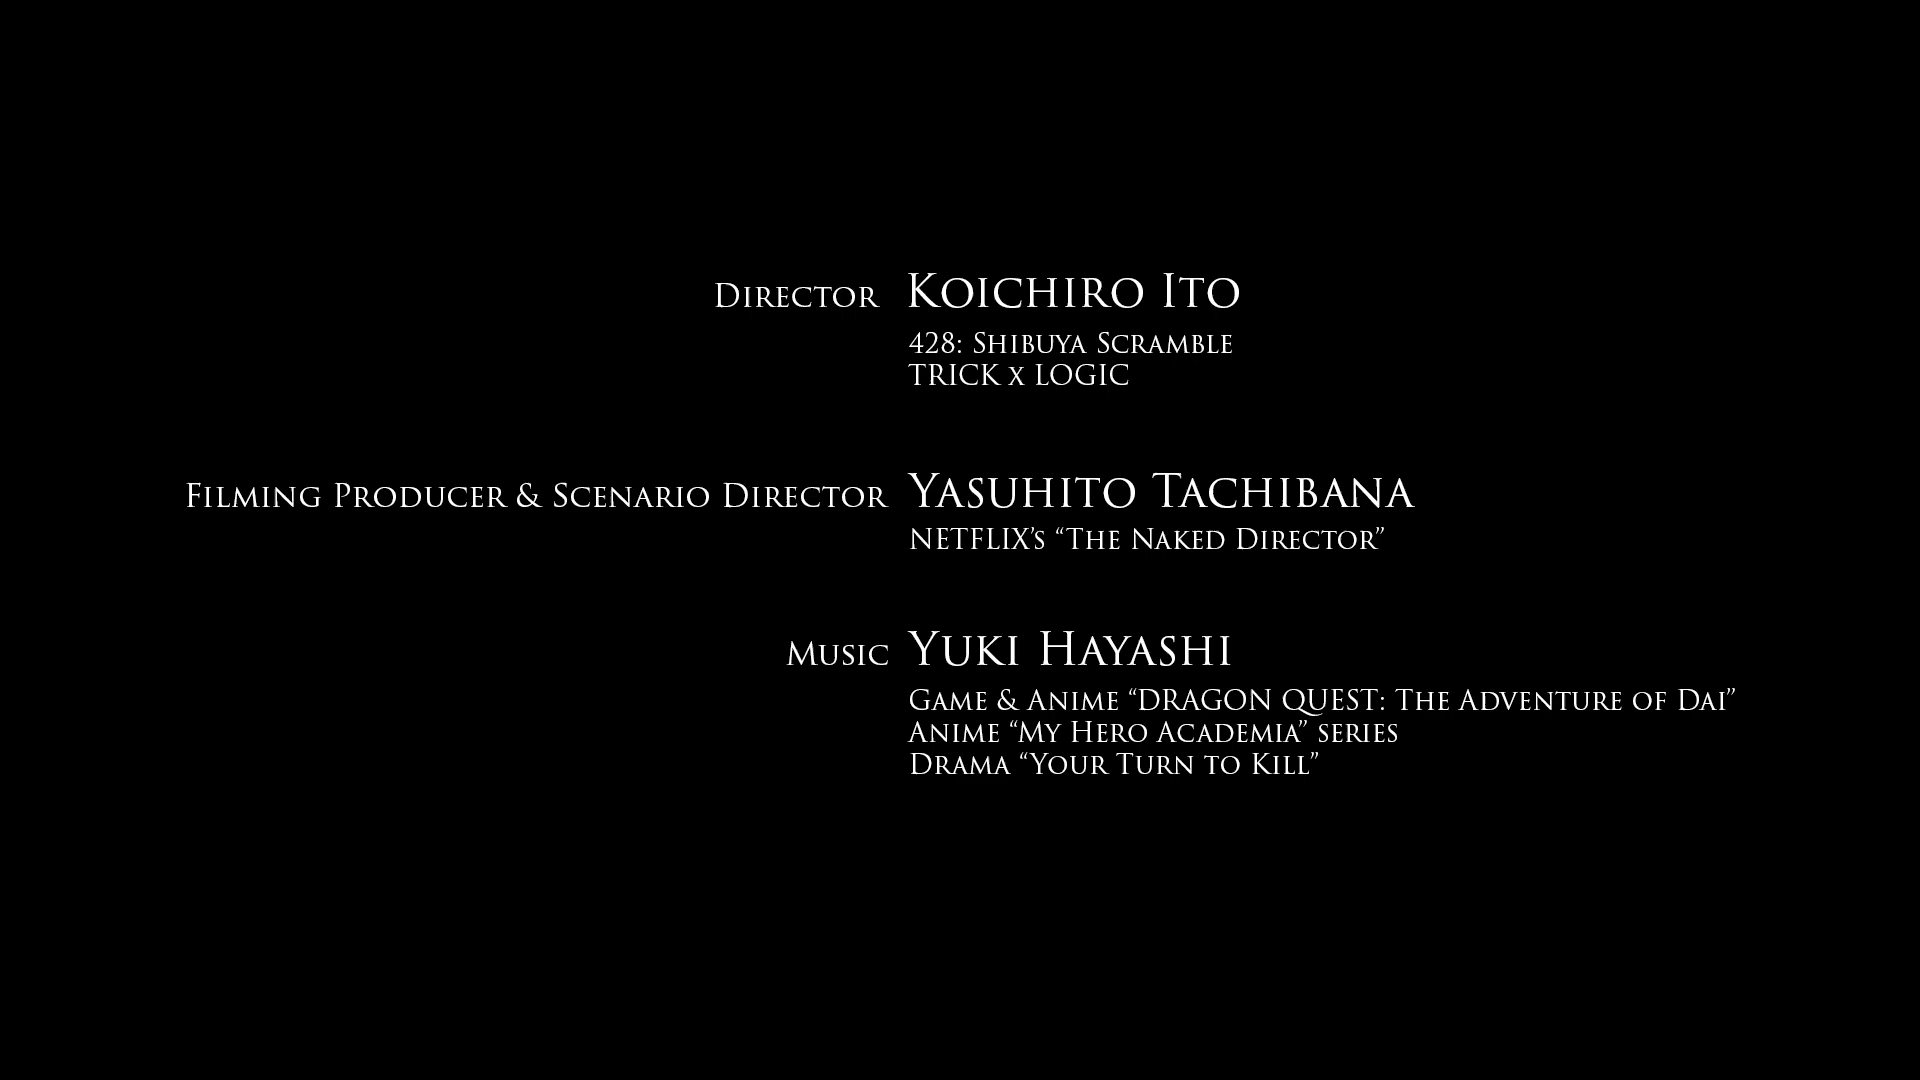 Director Koichiro Ito
428: Shibuya Scramble
TRICK x LOGIC
Filming Producer & Scenario Director Yasuhito Tachibana
NETFLIX’s “The Naked Director”
Music Yuki Hayashi
Game & Anime “DRAGON QUEST: The Adventure of Dai”
Anime “My Hero Academia” series
Drama “Your Turn to Kill”